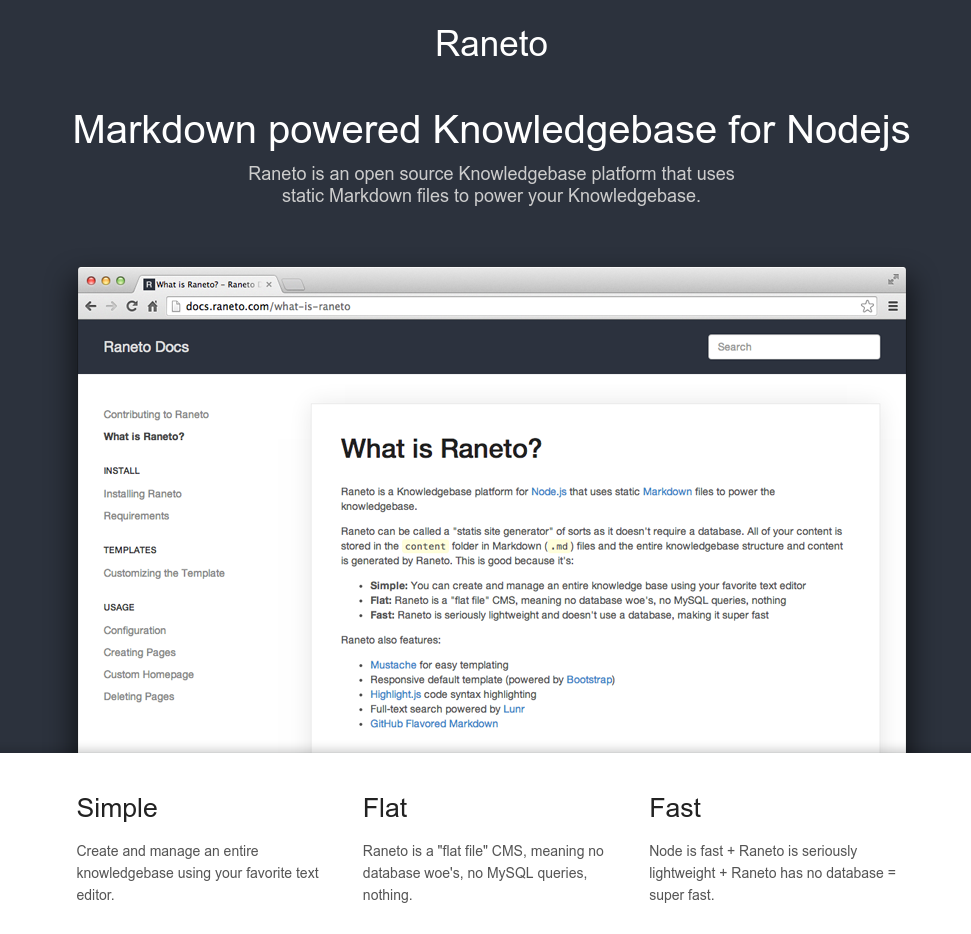 Raneto
Markdown powered Knowledgebase for Nodejs
Raneto is an open source Knowledgebase platform that uses
static Markdown files to power your Knowledgebase.
R What is Raneto? – Raneto D
docs.raneto.com/what-is-raneto
Raneto Docs
Search
Contributing to Raneto
What is Raneto?
INSTALL
Installing Raneto
Requirements
TEMPLATES
Customizing the Template
USAGE
Configuration
Creating Pages
Custom Homepage
Deleting Pages
What is Raneto?
Raneto is a Knowledgebase platform for Node.js that uses static Markdown files to power the
knowledgebase.
Raneto can be called a "statis site generator" of sorts as it doesn't require a database. All of your content is
stored in the content folder in Markdown ( .md ) files and the entire knowledgebase structure and content
is generated by Raneto. This is good because it's:
• Simple: You can create and manage an entire knowledge base using your favorite text editor
• Flat: Raneto is a "flat file" CMS, meaning no database woe's, no MySQL queries, nothing
• Fast: Raneto is seriously lightweight and doesn't use a database, making it super fast
Raneto also features:
• Mustache for easy templating
• Responsive default template (powered by Bootstrap)
• Highlight.js code syntax highlighting
• Full-text search powered by Lunr
• GitHub Flavored Markdown
Simple
Create and manage an entire
knowledgebase using your favorite text
editor.
Flat
Raneto is a "flat file" CMS, meaning no
database woe's, no MySQL queries,
nothing.
Fast
Node is fast + Raneto is seriously
lightweight + Raneto has no database =
super fast.